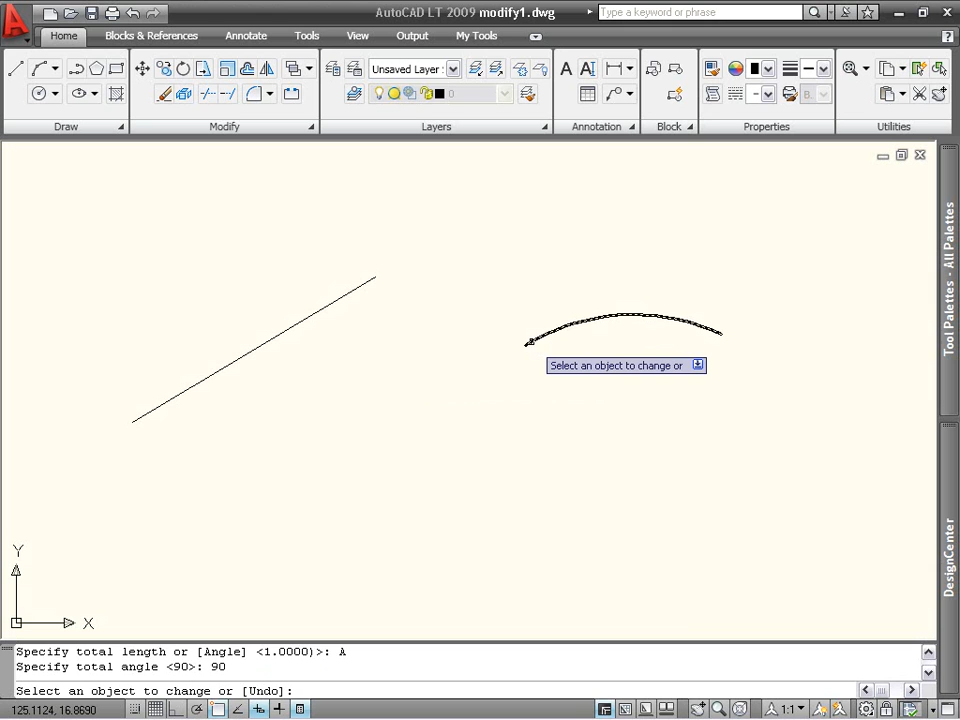 AutoCAD LT 2009 modify1.dwg
Type a keyword or phrase
Home
Blocks & References
Annotate
Tools
View
Output
My Tools
Unsaved Layer
0
A A
B..
Draw
Modify
Layers
Annotation
Block
Properties
Utilities
Tool Palettes - All Palettes
Select an object to change or
DesignCenter
Y
X
Specify total length or [Angle] <1.0000)>: A
Specify total angle <90>: 90
Select an object to change or [Undo]:
125.1124, 16.8690
1:1